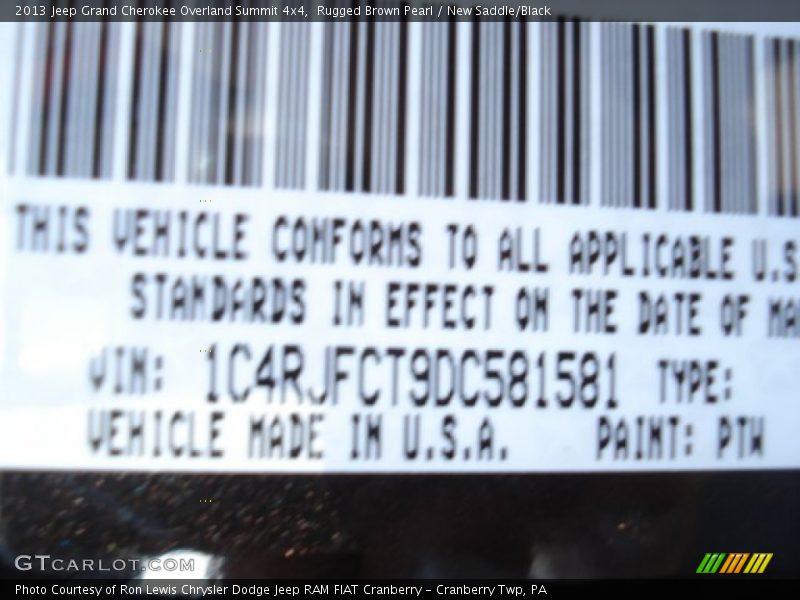 2013 Jeep Grand Cherokee Overland Summit 4x4,  Rugged Brown Pearl / New Saddle/Black
THIS VEHICLE CONFORMS TO ALL APPLICABLE U.S
STANDARDS IN EFFECT ON THE DATE OF MA
VIN: 1C4RJFCT9DC581581 TYPE:
VEHICLE MADE IN U.S.A. PAINT: PTW
GTCARLOT.COM
Photo Courtesy of Ron Lewis Chrysler Dodge Jeep RAM FIAT Cranberry - Cranberry Twp, PA